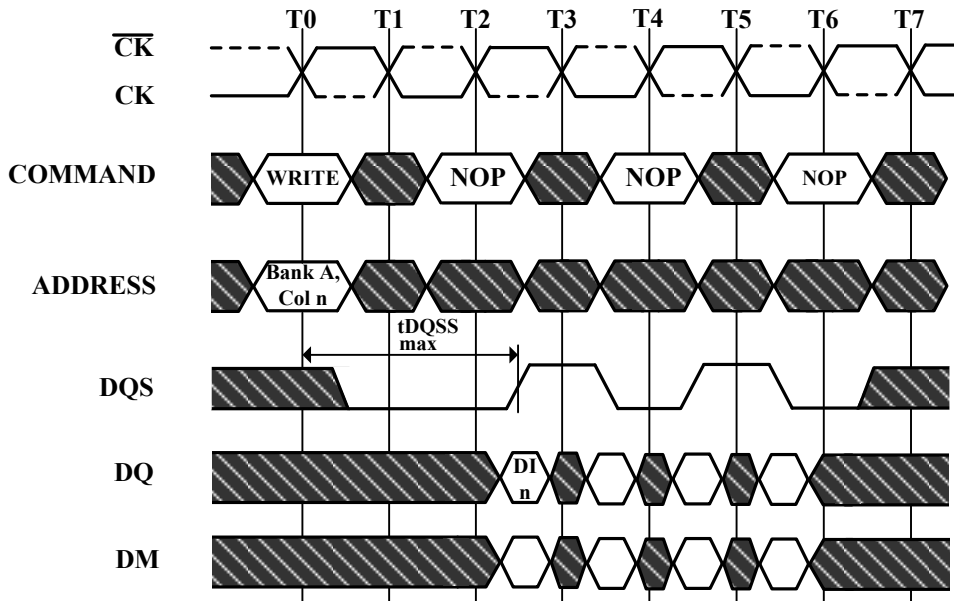 T0 T1 T2 T3 T4 T5 T6 T7
CK
CK
COMMAND WRITE NOP NOP NOP
ADDRESS Bank A,
Col n
tDQSS
max
DQS
DQ DI
n
DM